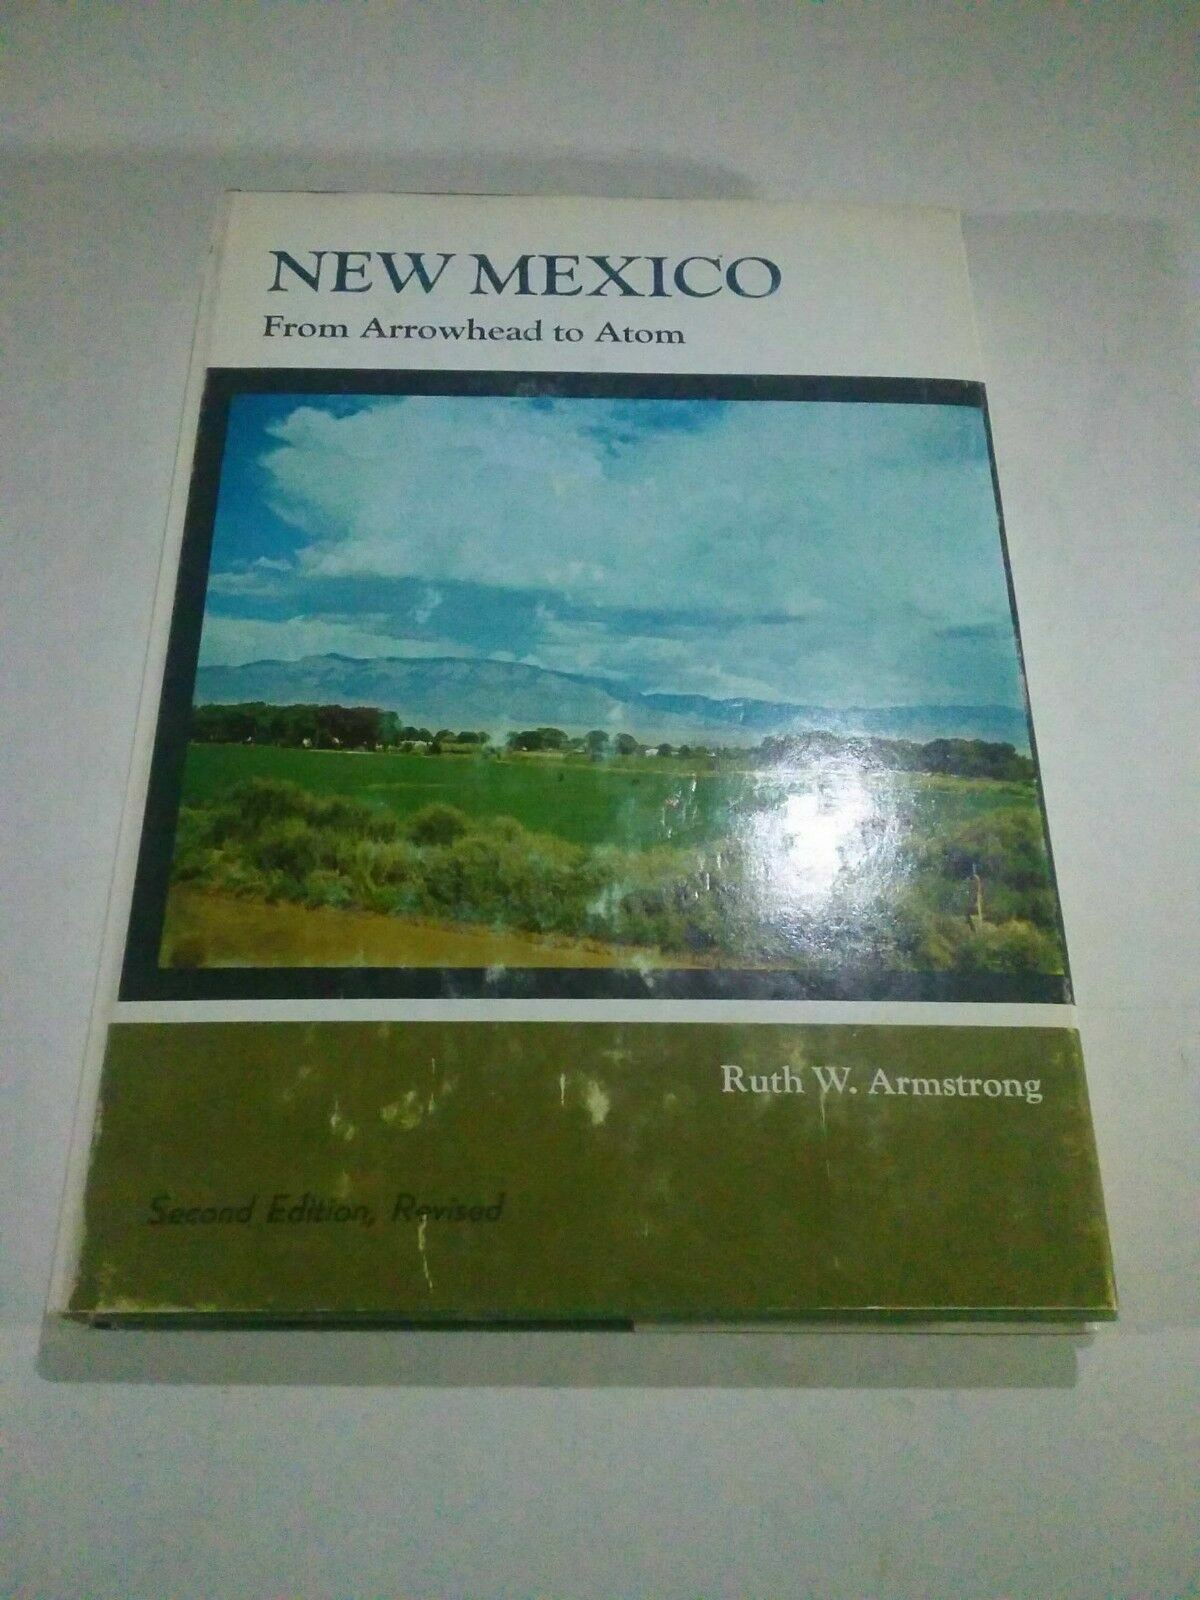 NEW MEXICO
From Arrowhead to Atom
Ruth W. Armstrong
Second Edition, Revised